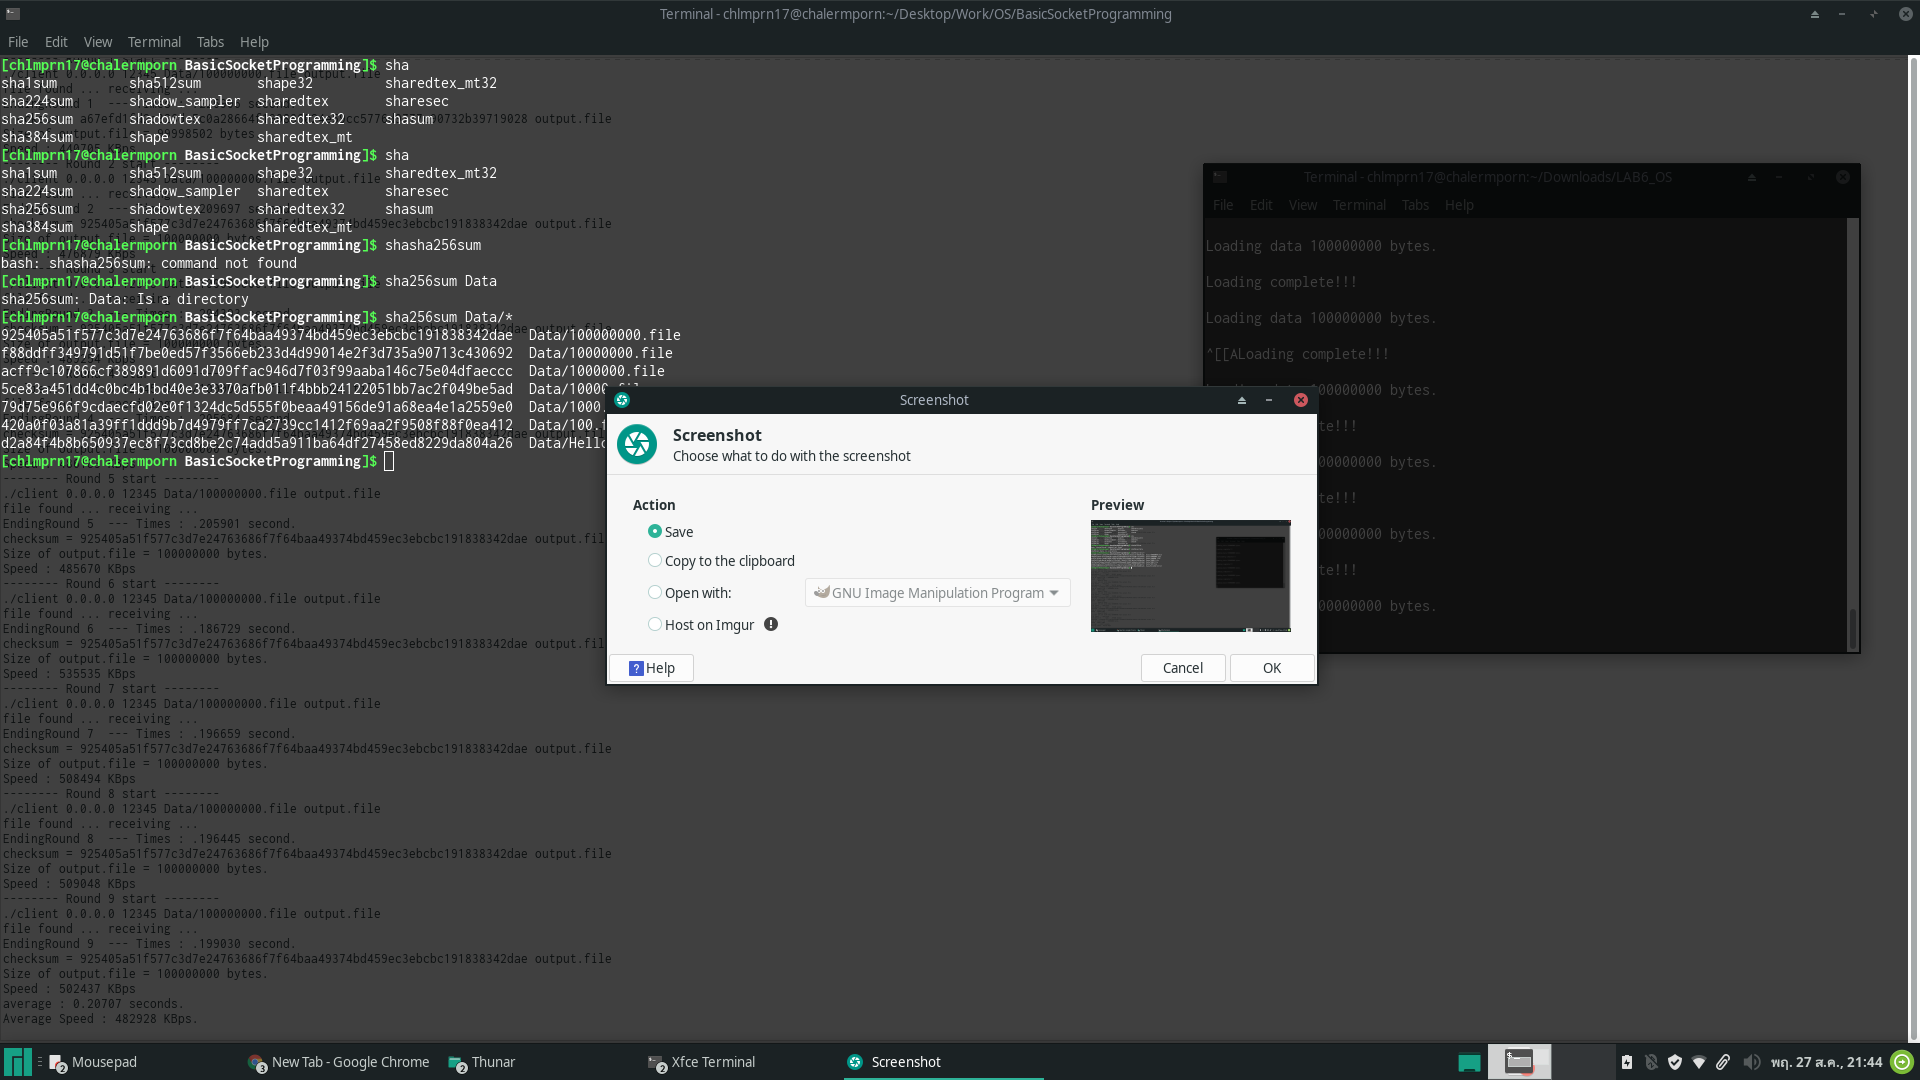 Terminal - chlmprn17@chalermporn:~/Desktop/Work/OS/BasicSocketProgramming
File Edit View Terminal Tabs Help
[chlmprn17@chalermporn BasicSocketProgramming]$ sha
sha1sum sha512sum shape32 sharedtex_mt32
sha224sum shadow_sampler sharedtex sharesec
sha256sum shadowtex sharedtex32 shasum
sha384sum shape sharedtex_mt
[chlmprn17@chalermporn BasicSocketProgramming]$ sha
sha1sum sha512sum shape32 sharedtex_mt32
sha224sum shadow_sampler sharedtex sharesec
sha256sum shadowtex sharedtex32 shasum
sha384sum shape sharedtex_mt
[chlmprn17@chalermporn BasicSocketProgramming]$ shasha256sum
bash: shasha256sum: command not found
[chlmprn17@chalermporn BasicSocketProgramming]$ sha256sum Data
sha256sum: Data: Is a directory
[chlmprn17@chalermporn BasicSocketProgramming]$ sha256sum Data/*
925405a51f577c3d7e24763686f7f64baa49374bd459ec3ebcbc191838342dae Data/100000000.file
f88ddff349791d51f7be0ed57f3566eb233d4d99014e2f3d735a90713c430692 Data/10000000.file
acff9c107866cf389891d6091d709ffac946d7f03f99aaba146c75e04dfaeccc Data/1000000.file
5ce83a451dd4c0bc4b1bd40e3e3370afb011f4bbb24122051bb7ac2f049be5ad Data/10000.fil
79d75e966f9cdaecfd02e0f1324dc5d555f0beaa49156de91a68ea4e1a2559e0 Data/1000.
420a0f03a81a39ff1ddd9b7d4979ff7ca2739cc1412f69aa2f9508f88f0ea412 Data/100.f
d2a84f4b8b650937ec8f73cd8be2c74add5a911ba64df27458ed8229da804a26 Data/Hello
[chlmprn17@chalermporn BasicSocketProgramming]$
-------- Round 5 start --------
./client 0.0.0.0 12345 Data/100000000.file output.file
file found ... receiving ...
EndingRound 5 --- Times : .205901 second.
checksum = 925405a51f577c3d7e24763686f7f64baa49374bd459ec3ebcbc191838342dae outpu
Size of output.file = 100000000 bytes.
Speed : 485670 KBps
-------- Round 6 start --------
./client 0.0.0.0 12345 Data/100000000.file output.file
file found ... receiving ...
EndingRound 6 --- Times : .186729 second.
checksum = 925405a51f577c3d7e24763686f7f64baa49374bd459ec3ebcbc191838342dae output.fil
Size of output.file = 100000000 bytes.
Speed : 535535 KBps
-------- Round 7 start --------
./client 0.0.0.0 12345 Data/100000000.file output.file
file found ... receiving ...
EndingRound 7 --- Times : .196659 second.
checksum = 925405a51f577c3d7e24763686f7f64baa49374bd459ec3ebcbc191838342dae output.file
Size of output.file = 100000000 bytes.
Speed : 508494 KBps
-------- Round 8 start --------
./client 0.0.0.0 12345 Data/100000000.file output.file
file found ... receiving ...
EndingRound 8 --- Times : .196445 second.
checksum = 925405a51f577c3d7e24763686f7f64baa49374bd459ec3ebcbc191838342dae output.file
Size of output.file = 100000000 bytes.
Speed : 509048 KBps
-------- Round 9 start --------
./client 0.0.0.0 12345 Data/100000000.file output.file
file found ... receiving ...
EndingRound 9 --- Times : .199030 second.
checksum = 925405a51f577c3d7e24763686f7f64baa49374bd459ec3ebcbc191838342dae output.file
Size of output.file = 100000000 bytes.
Speed : 502437 KBps
average : 0.20707 seconds.
Average Speed : 482928 KBps.
Terminal - chlmprn17@chalermporn:~/Downloads/LAB6_OS
File Edit View Terminal Tabs Help
Loading data 100000000 bytes.
Loading complete!!!
Loading data 100000000 bytes.
^[[ALoading complete!!!
00000000 bytes.
te!!!
00000000 bytes.
te!!!
00000000 bytes.
te!!!
00000000 bytes.
Screenshot
Screenshot
Choose what to do with the screenshot
Action
Save
Copy to the clipboard
Open with: GNU Image Manipulation Program
Host on Imgur
Preview
Help Cancel OK
Mousepad New Tab - Google Chrome Thunar Xfce Terminal Screenshot พฤ. 27 ส.ค., 21:44